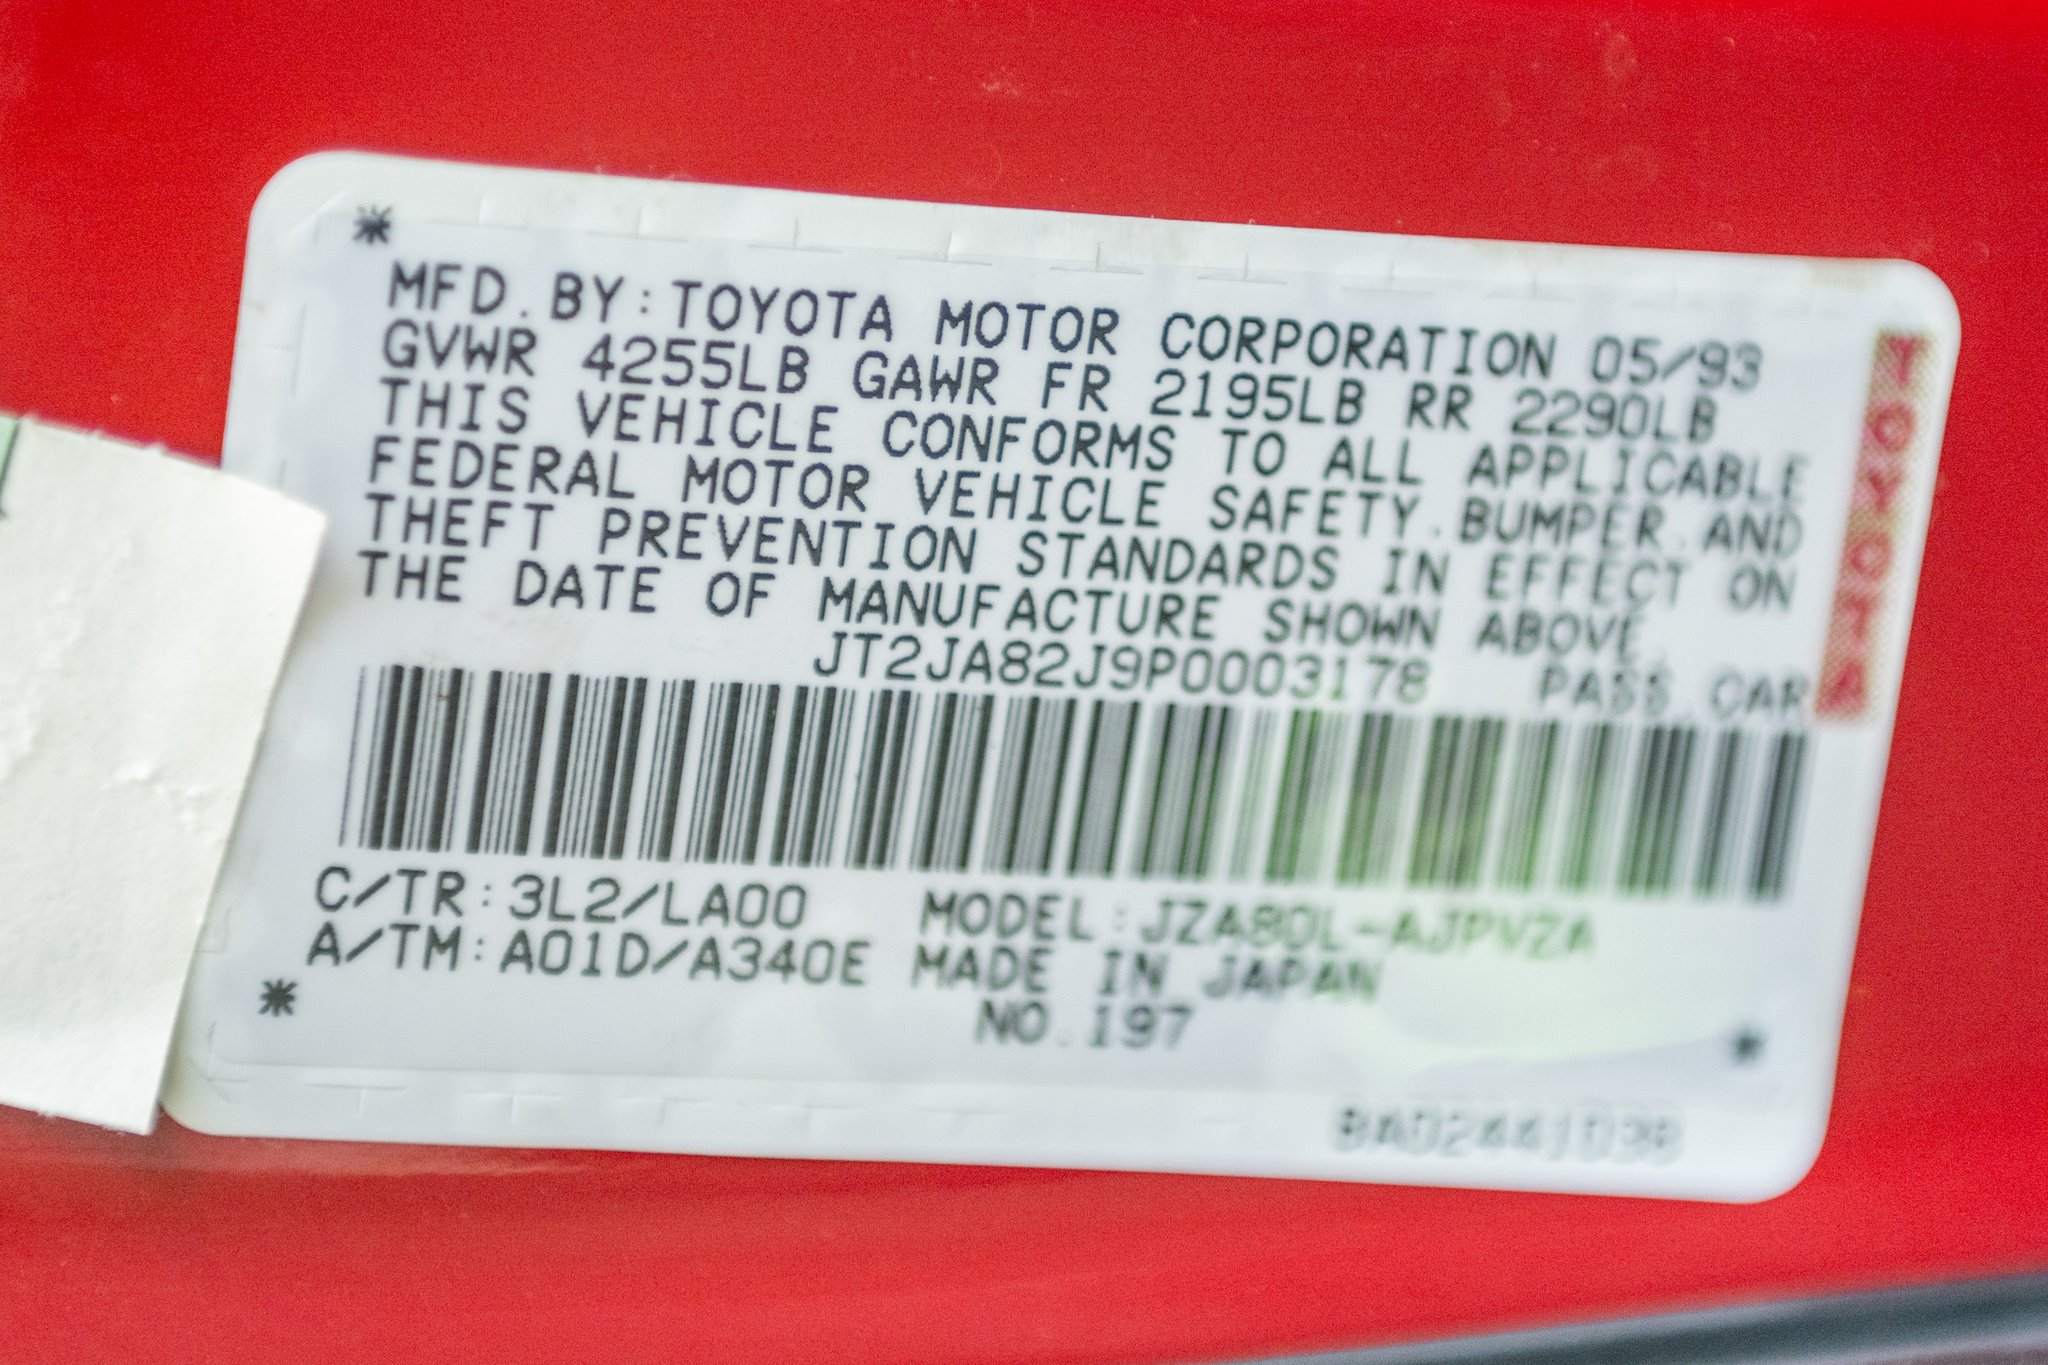 MFD.BY:TOYOTA MOTOR CORPORATION 05/93
GVWR 4255LB GAWR FR 2195LB RR 2290LB
THIS VEHICLE CONFORMS TO ALL APPLICABLE
FEDERAL MOTOR VEHICLE SAFETY.BUMPER.AND
THEFT PREVENTION STANDARDS IN EFFECT ON
THE DATE OF MANUFACTURE SHOWN ABOVE.
JT2JA82J9P0003178 PASS CAR
TOYOTA
C/TR:3L2/LA00 MODEL:JZA80L-AJPVZA
A/TM:A01D/A340E MADE IN JAPAN
NO.197